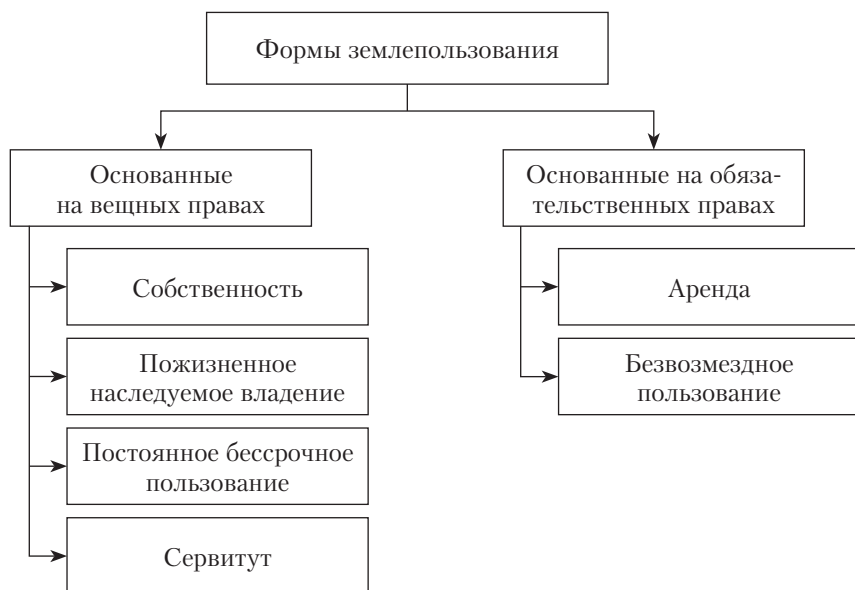 Формы землепользования
Основанные
на вещных правах
Собственность
Пожизненное
наследуемое владение
Постоянное бессрочное
пользование
Сервитут
Основанные на обяза-
тельственных правах
Аренда
Безвозмездное
пользование